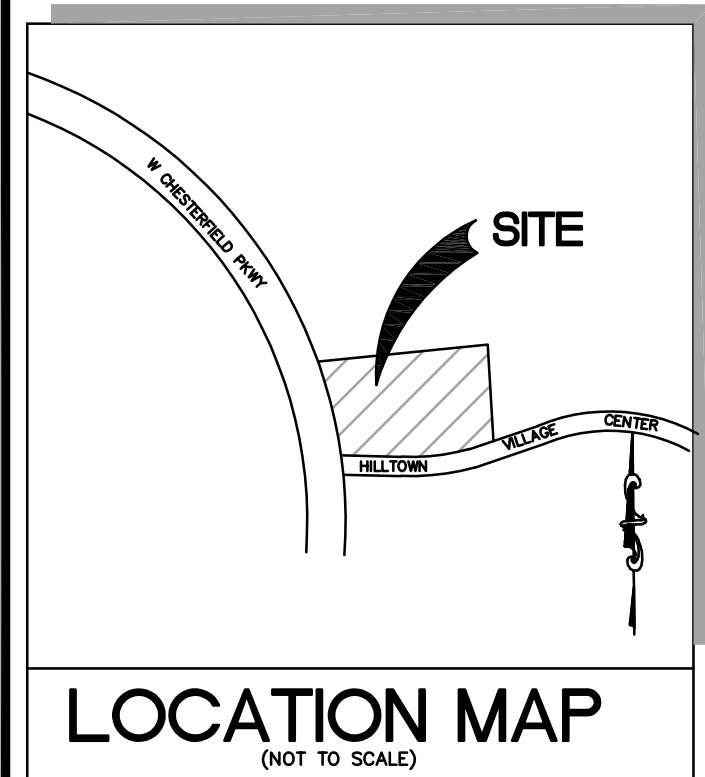 W CHESTERFIELD PKWY
SITE
HILLTOWN VILLAGE CENTER
LOCATION MAP
(NOT TO SCALE)